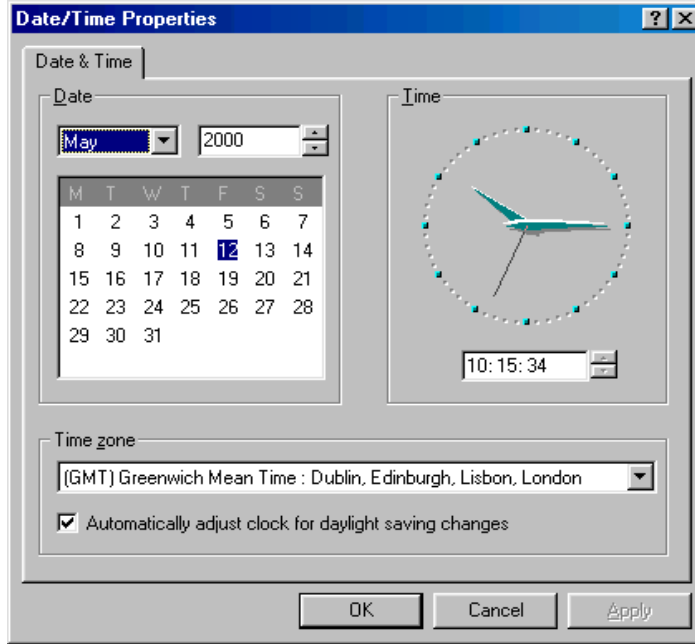 Date/Time Properties
Date & Time
Date
May 2000
M T W T F S S
1 2 3 4 5 6 7
8 9 10 11 12 13 14
15 16 17 18 19 20 21
22 23 24 25 26 27 28
29 30 31
Time
10:15:34
Time zone
(GMT) Greenwich Mean Time : Dublin, Edinburgh, Lisbon, London
Automatically adjust clock for daylight saving changes
OK Cancel Apply